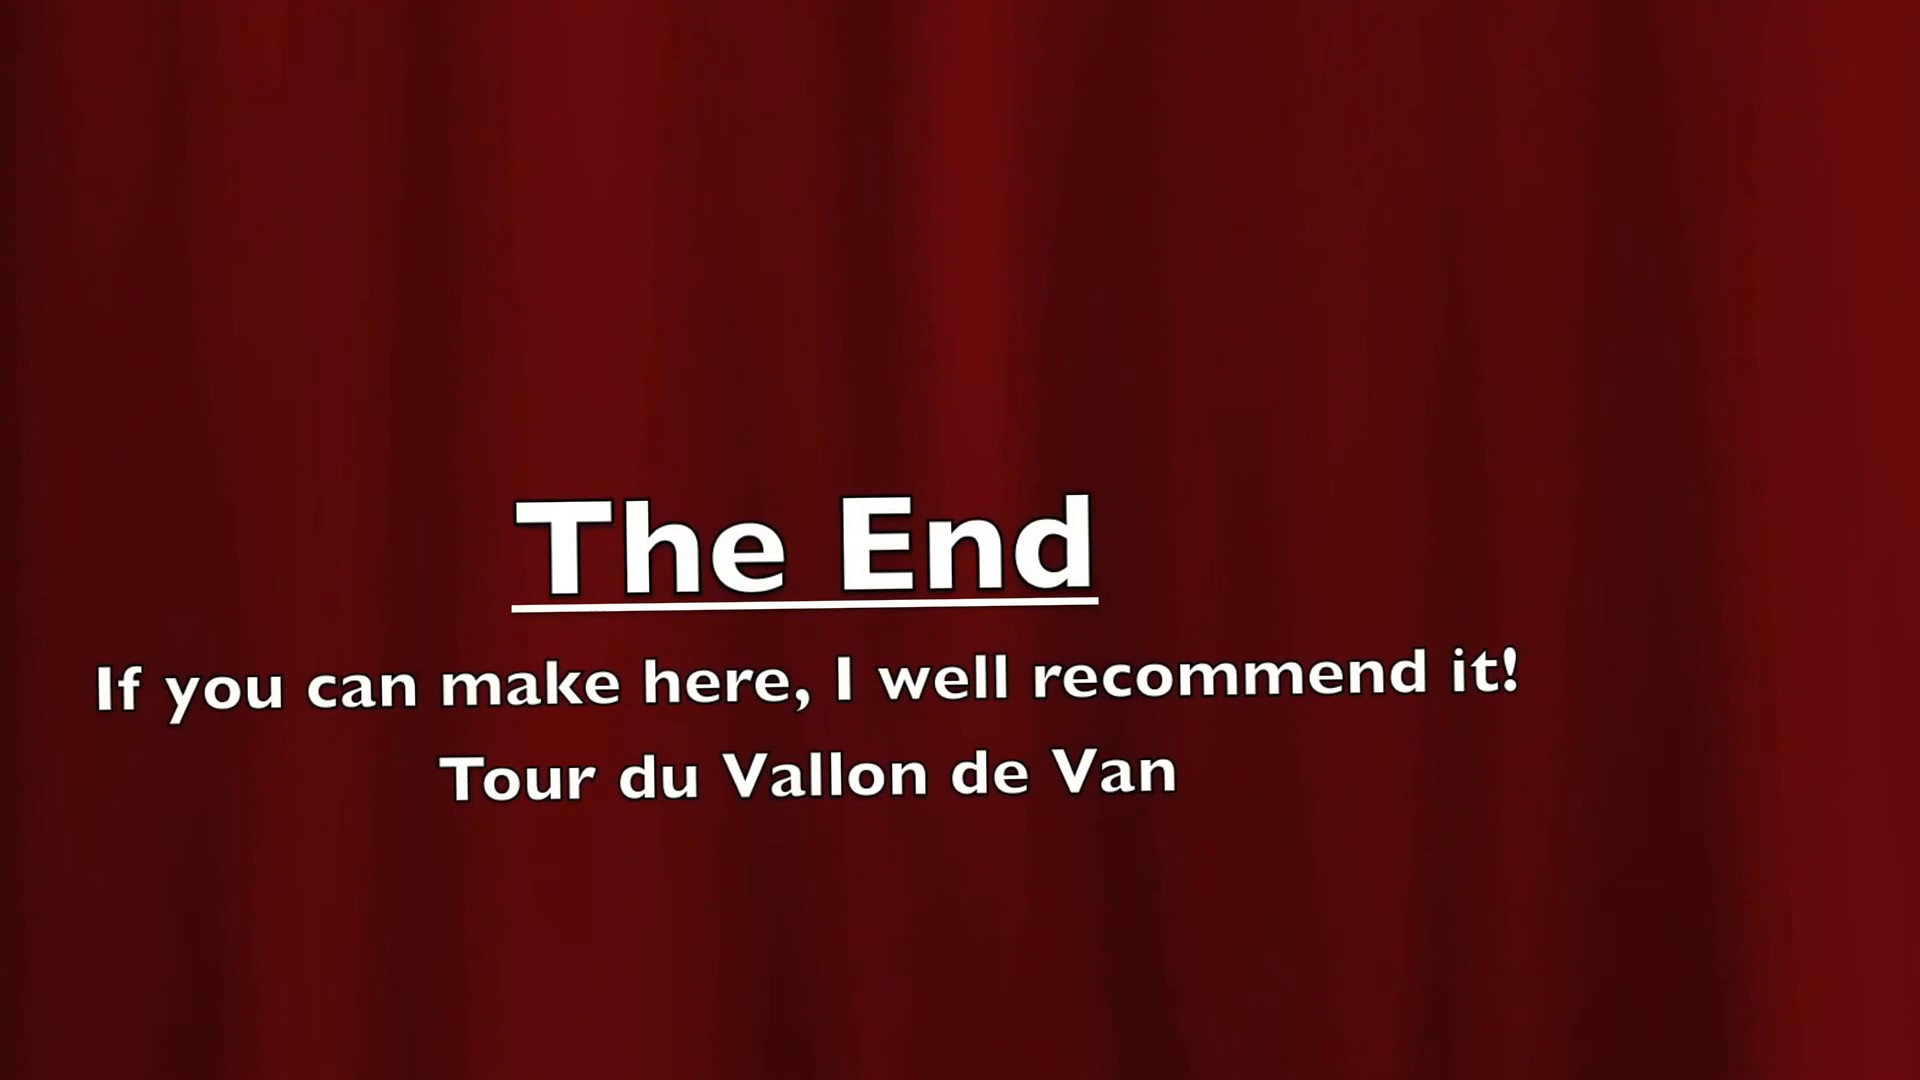 The End
If you can make here, I well recommend it!
Tour du Vallon de Van